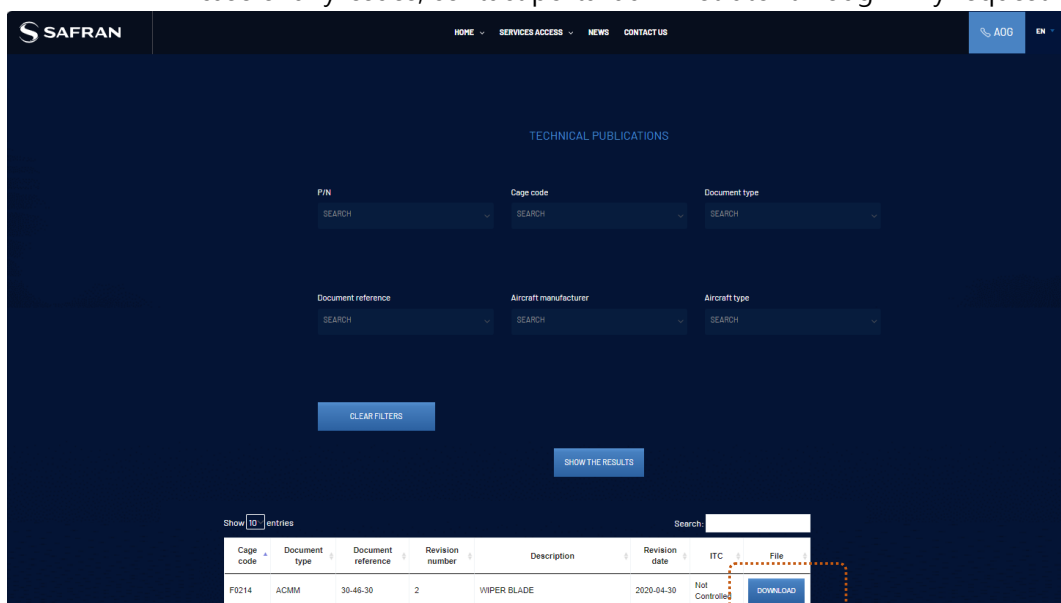 SAFRAN
HOME SERVICES ACCESS NEWS CONTACT US
AOG
EN
TECHNICAL PUBLICATIONS
P/N Cage code Document type
SEARCH SEARCH SEARCH
Document reference Aircraft manufacturer Aircraft type
SEARCH SEARCH SEARCH
CLEAR FILTERS
SHOW THE RESULTS
Show 10 entries Search:
Cage code Document type Document reference Revision number Description Revision date ITC File
F0214 ACMM 30-46-30 2 WIPER BLADE 2020-04-30 Not Controlled DOWNLOAD